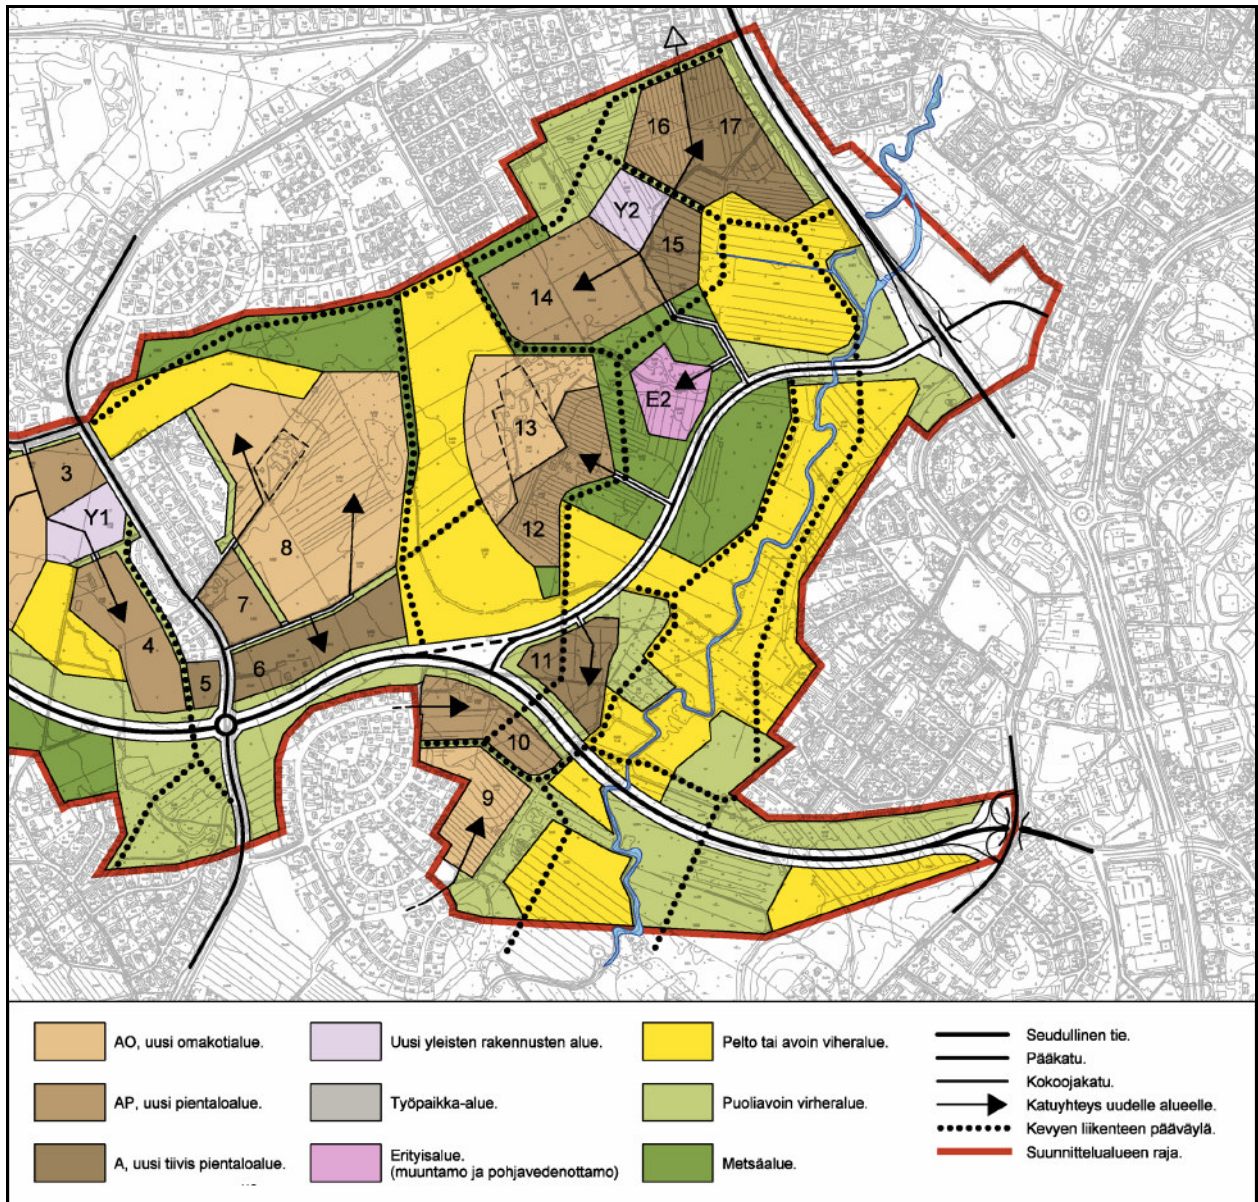 16
17
Y2
15
14
E2
13
3
Y1
12
8
7
4
6
5
11
10
9
AO, uusi omakotialue.
AP, uusi pientaloalue.
A, uusi tiivis pientaloalue.
Uusi yleisten rakennusten alue.
Työpaikka-alue.
Erityisalue.
(muuntamo ja pohjavedenottamo)
Pelto tai avoin viheralue.
Puoliavoin virheralue.
Metsäalue.
Seudullinen tie.
Pääkatu.
Kokoojakatu.
Katuyhteys uudelle alueelle.
Kevyen liikenteen pääväylä.
Suunnittelualueen raja.